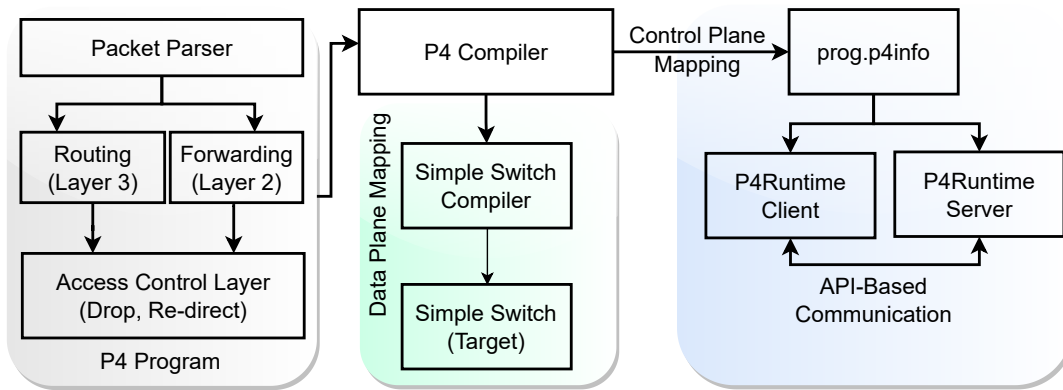 Packet Parser
Routing
(Layer 3)
Forwarding
(Layer 2)
Access Control Layer
(Drop, Re-direct)
P4 Program
P4 Compiler
Data Plane Mapping
Simple Switch
Compiler
Simple Switch
(Target)
Control Plane
Mapping
prog.p4info
P4Runtime
Client
P4Runtime
Server
API-Based
Communication